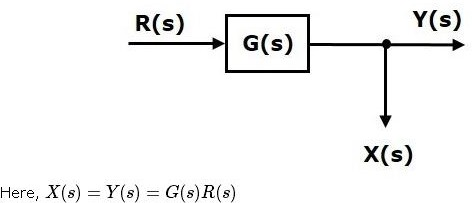 R(s)
Y(s)
G(s)
X(s)
Here, X(s) = Y(s) = G(s)R(s)